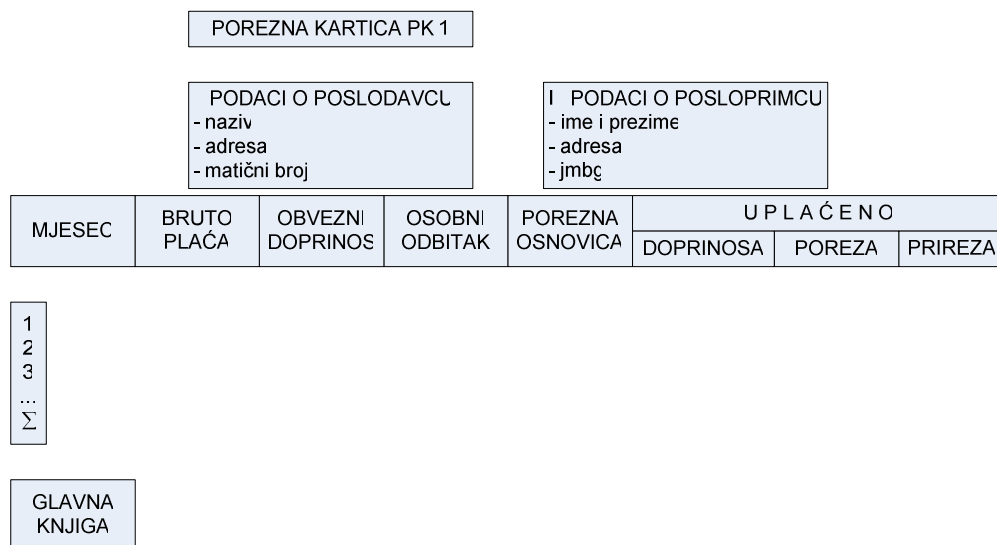 POREZNA KARTICA PK 1
PODACI O POSLODAVCU
- naziv
- adresa
- matični broj
I PODACI O POSLOPRIMCU
- ime i prezime
- adresa
- jmbg
MJESEC
BRUTO
PLAĆA
OBVEZNI
DOPRINOS
OSOBNI
ODBITAK
POREZNA
OSNOVICA
U P L A Ć E N O
DOPRINOSA
POREZA
PRIREZA
1
2
3
...
∑
GLAVNA
KNJIGA